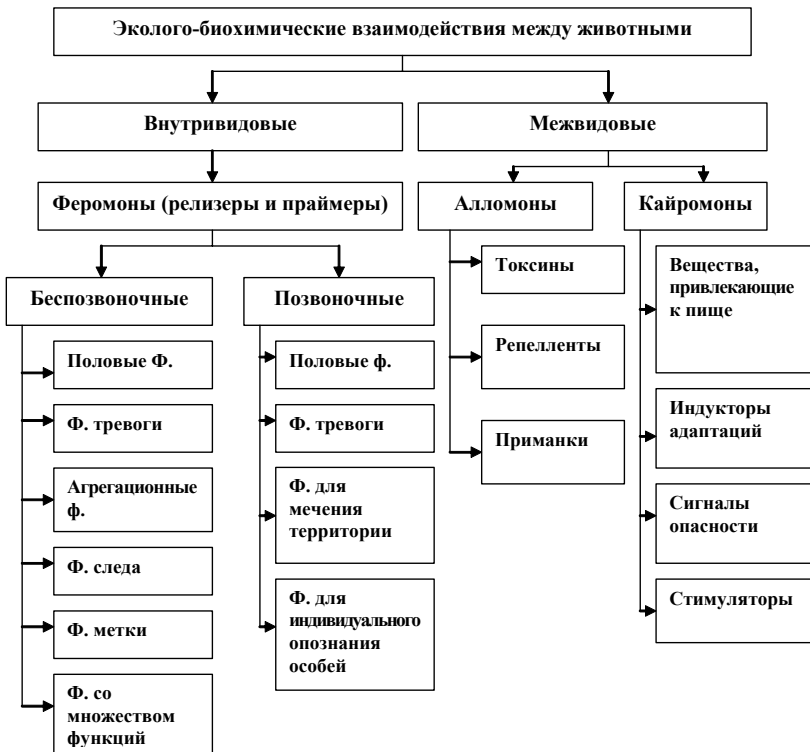 Эколого-биохимические взаимодействия между животными
Внутривидовые
Межвидовые
Феромоны (релизеры и праймеры)
Алломоны
Кайромоны
Беспозвоночные
Позвоночные
Половые Ф.
Ф. тревоги
Агрегационные
ф.
Ф. следа
Ф. метки
Ф. со
множеством
функций
Половые ф.
Ф. тревоги
Ф. для
мечения
территории
Ф. для
индивидуального
опознания
особей
Токсины
Репелленты
Приманки
Вещества,
привлекающие
к пище
Индукторы
адаптаций
Сигналы
опасности
Стимуляторы